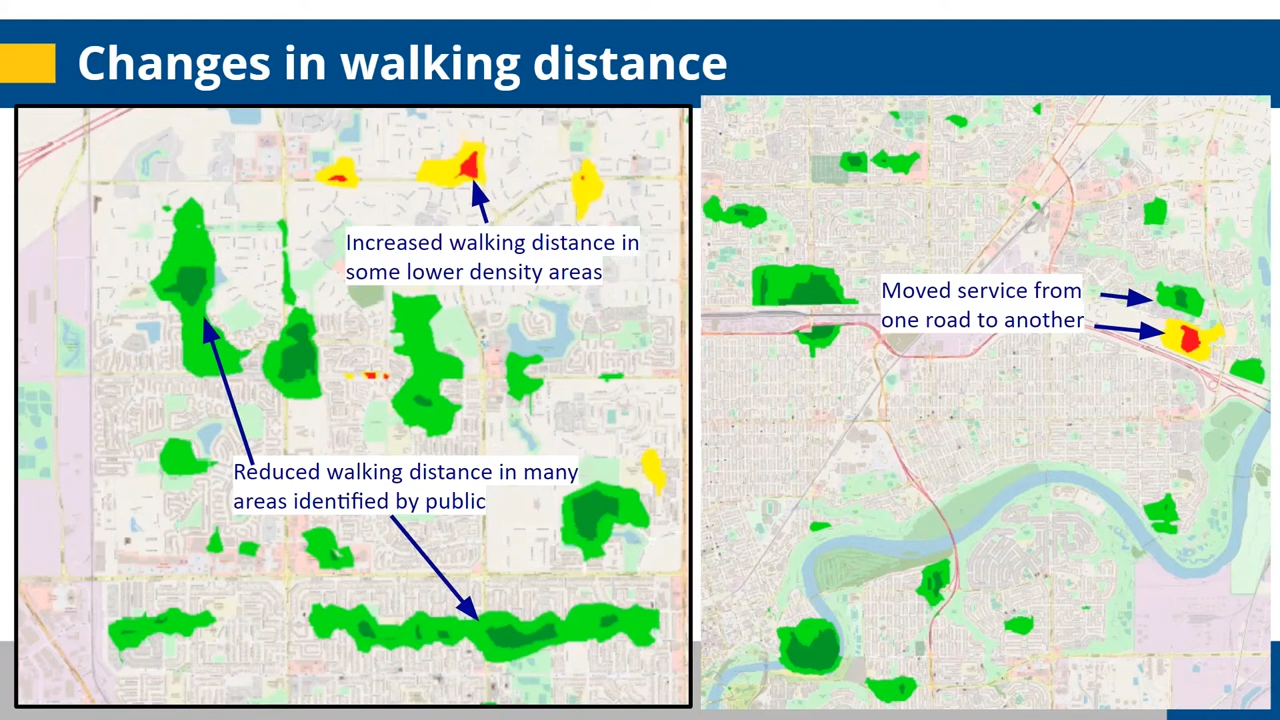 Changes in walking distance
Increased walking distance in
some lower density areas
Reduced walking distance in many
areas identified by public
Moved service from
one road to another